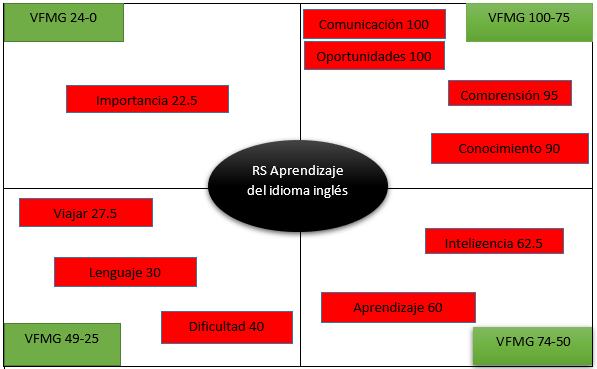 VFMG 24-0
Importancia 22.5
Comunicación 100
VFMG 100-75
Oportunidades 100
Comprensión 95
Conocimiento 90
RS Aprendizaje
del idioma inglés
Viajar 27.5
Lenguaje 30
Dificultad 40
VFMG 49-25
Inteligencia 62.5
Aprendizaje 60
VFMG 74-50